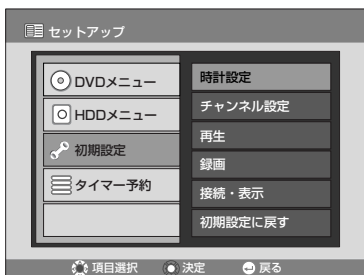 セットアップ
DVDメニュー
HDDメニュー
初期設定
タイマー予約
時計設定
チャンネル設定
再生
録画
接続・表示
初期設定に戻す
項目選択 決定 戻る